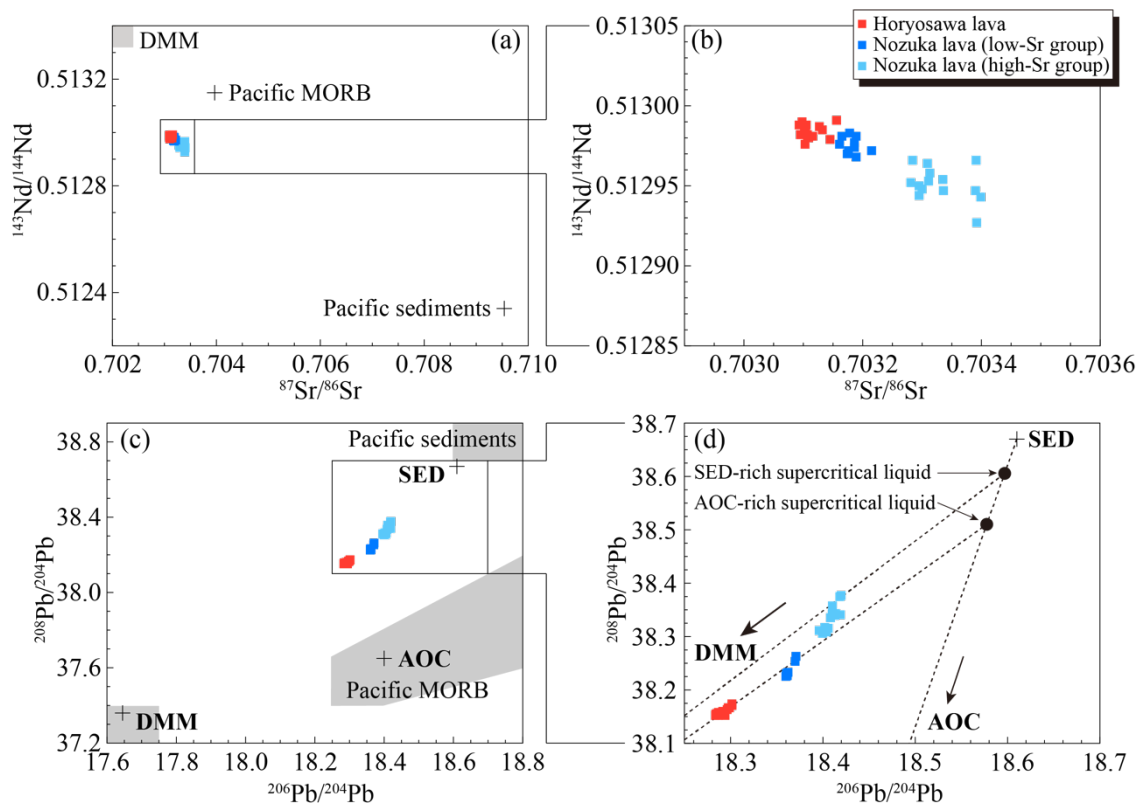 Horyosawa lava
Nozuka lava (low-Sr group)
Nozuka lava (high-Sr group)
(a)
DMM
Pacific MORB
Pacific sediments
0.5132
0.5128
0.5124
143Nd/144Nd
0.702
0.704
0.706
0.708
0.710
87Sr/86Sr
(b)
0.51305
0.51300
0.51295
0.51290
0.51285
143Nd/144Nd
0.7030
0.7032
0.7034
0.7036
87Sr/86Sr
(c)
Pacific sediments
SED
AOC
Pacific MORB
DMM
38.8
38.4
38.0
37.6
37.2
208Pb/204Pb
17.6
17.8
18.0
18.2
18.4
18.6
18.8
206Pb/204Pb
(d)
SED
SED-rich supercritical liquid
AOC-rich supercritical liquid
DMM
AOC
38.7
38.6
38.5
38.4
38.3
38.2
38.1
208Pb/204Pb
18.3
18.4
18.5
18.6
18.7
206Pb/204Pb